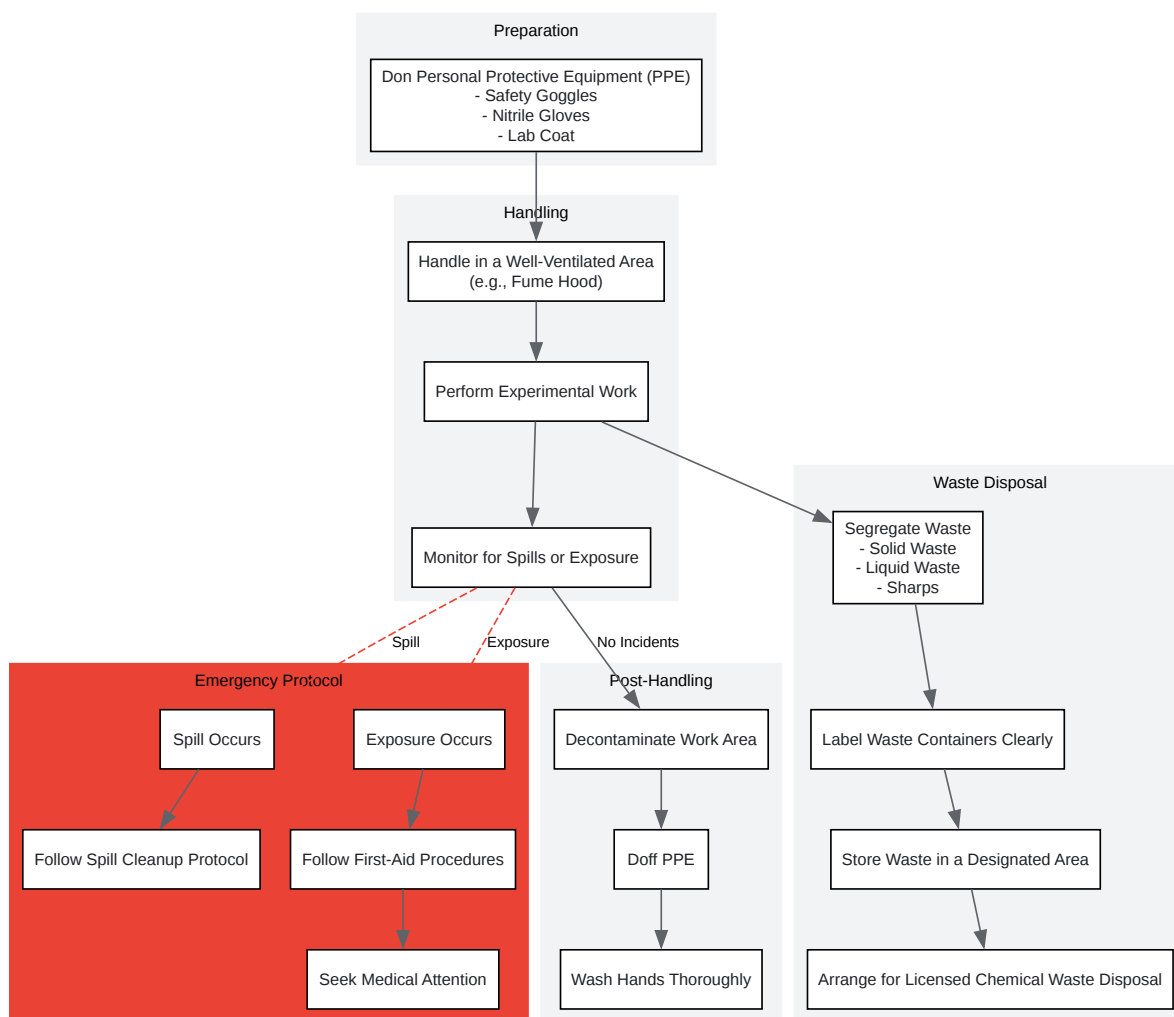 Preparation
Don Personal Protective Equipment (PPE)
- Safety Goggles
- Nitrile Gloves
- Lab Coat
Handling
Handle in a Well-Ventilated Area
(e.g., Fume Hood)
Perform Experimental Work
Monitor for Spills or Exposure
Waste Disposal
Segregate Waste
- Solid Waste
- Liquid Waste
- Sharps
Spill
Exposure
No Incidents
Emergency Protocol
Spill Occurs
Exposure Occurs
Follow Spill Cleanup Protocol
Follow First-Aid Procedures
Seek Medical Attention
Post-Handling
Decontaminate Work Area
Doff PPE
Wash Hands Thoroughly
Label Waste Containers Clearly
Store Waste in a Designated Area
Arrange for Licensed Chemical Waste Disposal